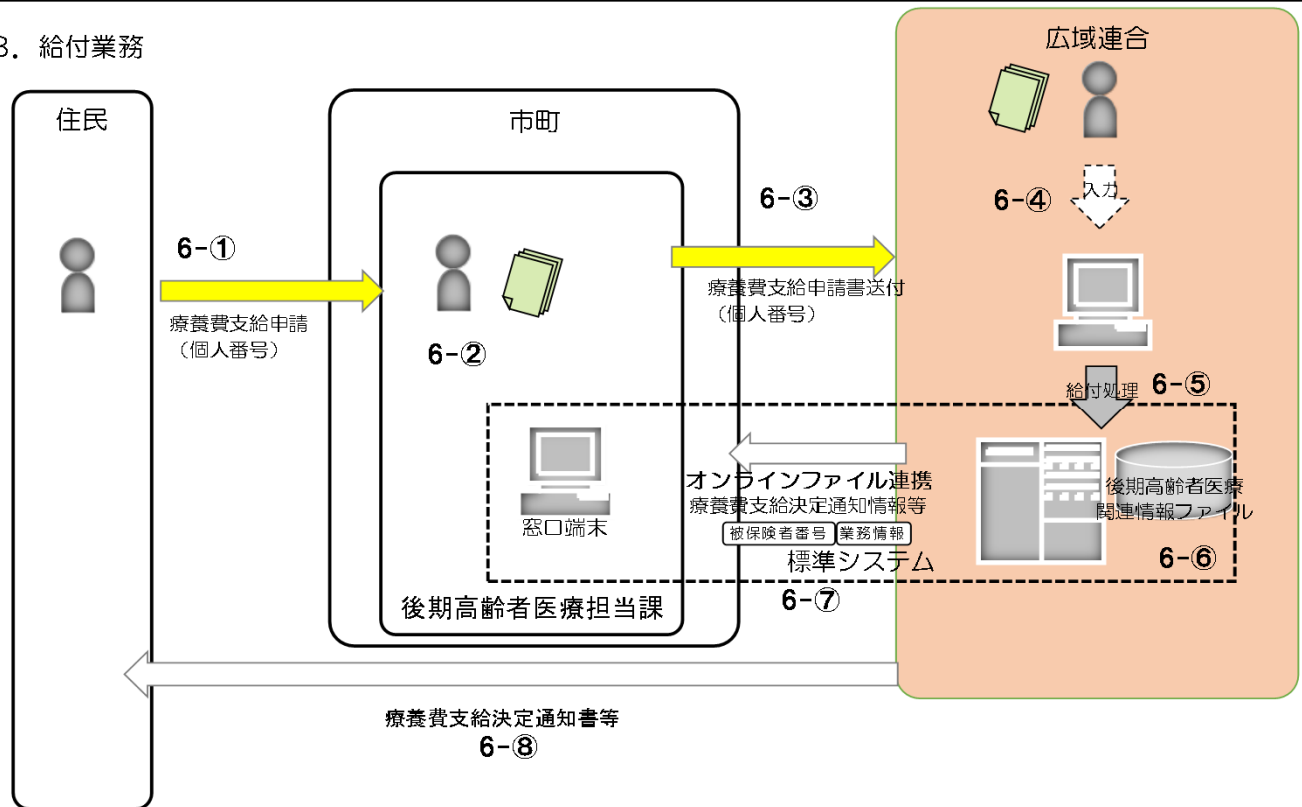 3．給付業務
住民
市町
広域連合
6-①
療養費支給申請
（個人番号）
6-②
6-③
療養費支給申請書送付
（個人番号）
6-④
入力
給付処理
6-⑤
オンラインファイル連携
療養費支給決定通知情報等
被保険者番号
業務情報
標準システム
後期高齢者医療
関連情報ファイル
6-⑥
6-⑦
窓口端末
後期高齢者医療担当課
療養費支給決定通知書等
6-⑧